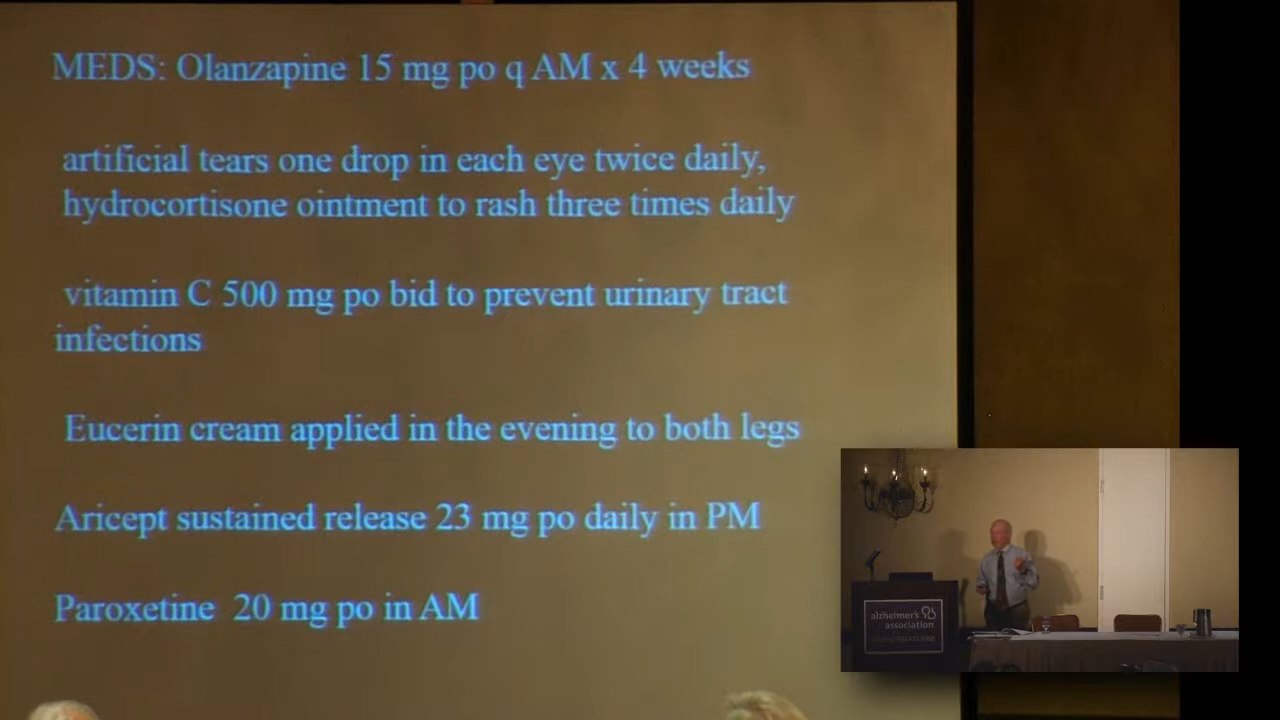 MEDS: Olanzapine 15 mg po q AM x 4 weeks
artificial tears one drop in each eye twice daily,
hydrocortisone ointment to rash three times daily
vitamin C 500 mg po bid to prevent urinary tract
infections
Eucerin cream applied in the evening to both legs
Aricept sustained release 23 mg po daily in PM
Paroxetine 20 mg po in AM
alzheimer's
association